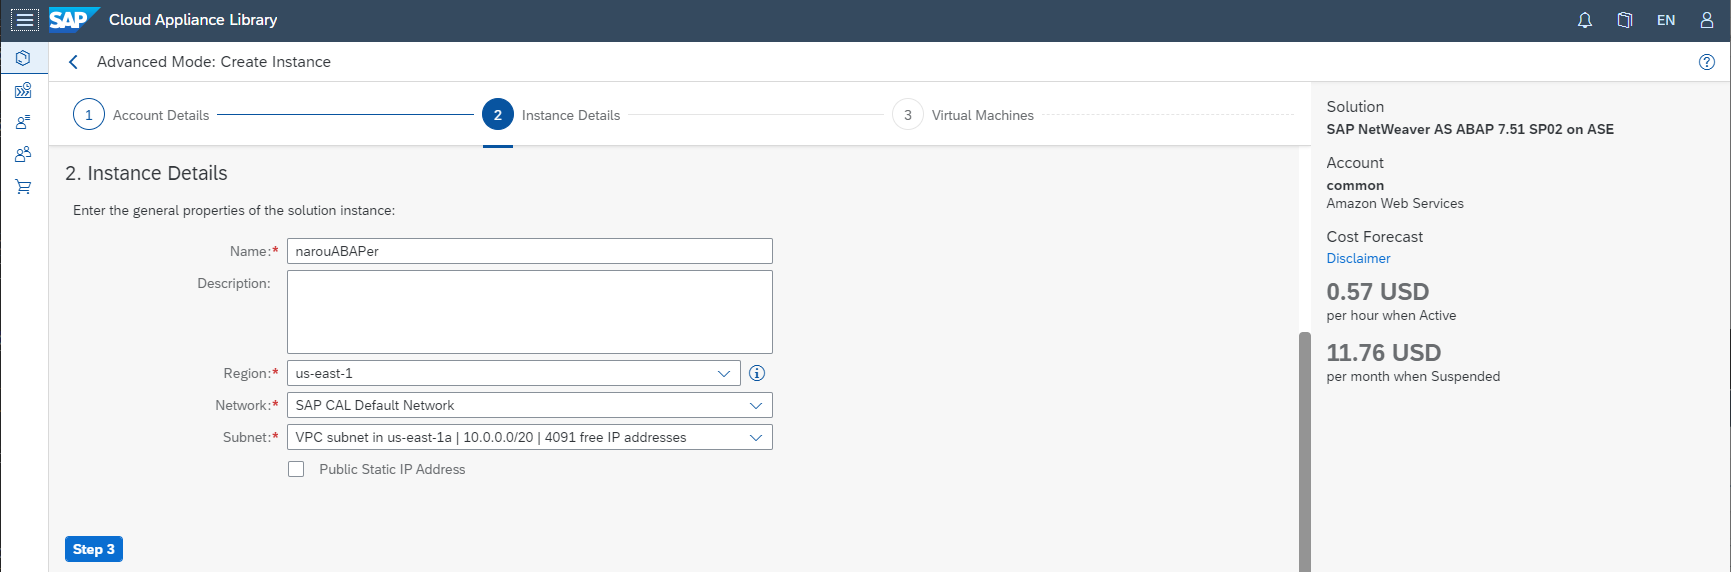 SAP Cloud Appliance Library EN
Advanced Mode: Create Instance
1 Account Details 2 Instance Details 3 Virtual Machines
2. Instance Details
Enter the general properties of the solution instance:
Name:* narouABAPer
Description:
Region:* us-east-1
Network:* SAP CAL Default Network
Subnet:* VPC subnet in us-east-1a | 10.0.0.0/20 | 4091 free IP addresses
Public Static IP Address
Step 3
Solution
SAP NetWeaver AS ABAP 7.51 SP02 on ASE
Account
common
Amazon Web Services
Cost Forecast
Disclaimer
0.57 USD
per hour when Active
11.76 USD
per month when Suspended